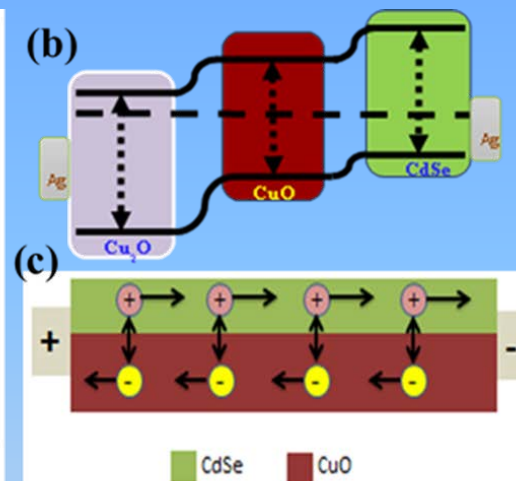 (b)
Ag
Cu2O
CuO
CdSe
Ag
(c)
+ + + + + -
- - - -
CdSe CuO